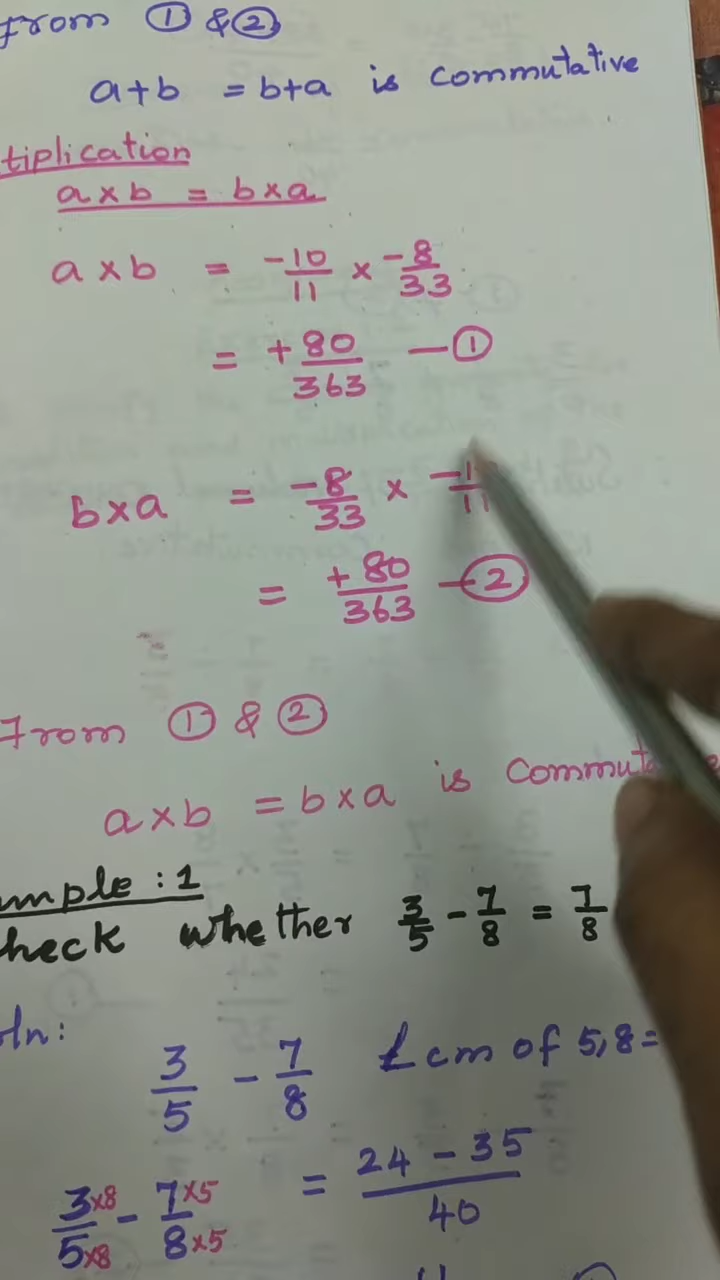 From ① & ②
a+b = b+a is commutative
tiplication
a×b = b×a
a × b = -10/11 × -8/33
= +80/363 — ①
b×a = -8/33 × -1 /11
= +80/363 — ②
From ① & ②
a×b = b×a is commut
mple : 1
heck whether 3/5 - 7/8 = 7/8
ln:
3/5 - 7/8 Lcm of 5,8 =
3×8/5×8 - 7×5/8×5 = 24 - 35/40